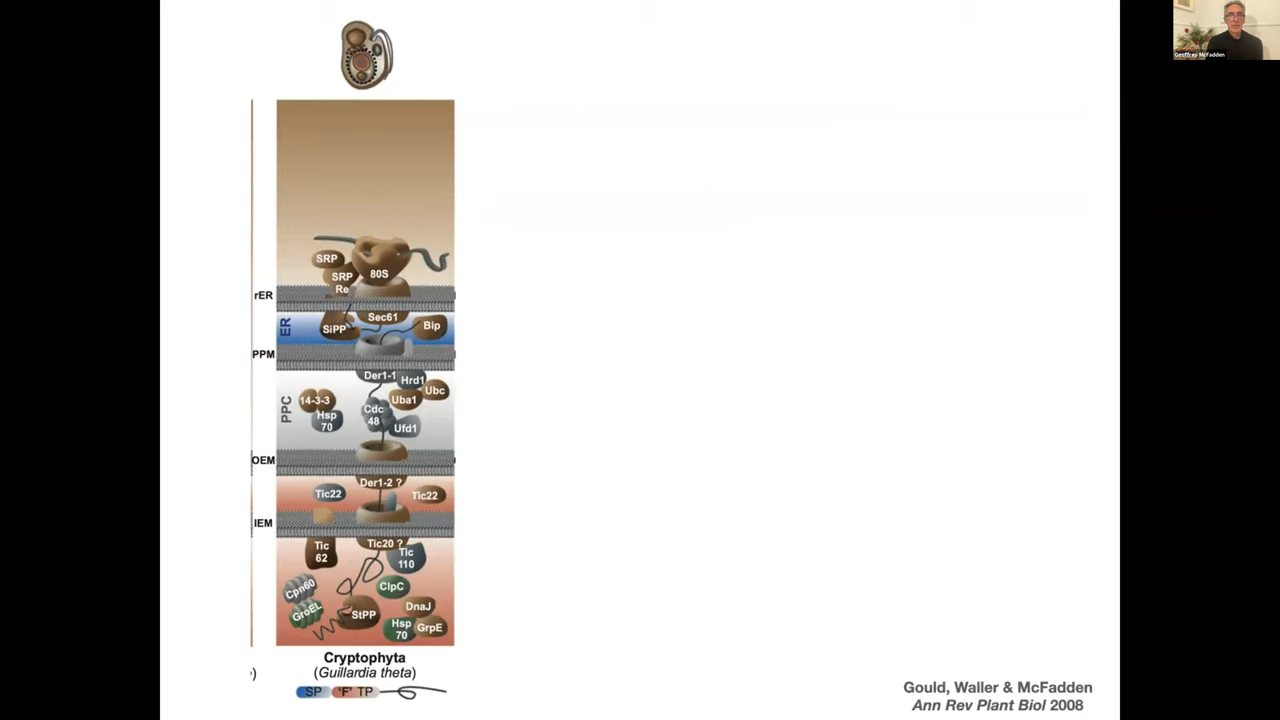 Geoffrey McFadden
SRP
SRP
Re
80S
rER
Sec61
ER
SiPP
Bip
PPM
Der1-1
Hrd1
Ubc
Uba1
14-3-3
Hsp
70
PPC
Cdc
48
Ufd1
OEM
Der1-2 ?
Tic22
Tic22
IEM
Tic20 ?
Tic
62
Tic
110
Cpn60
GroEL
ClpC
StPP
DnaJ
Hsp
70
GrpE
Cryptophyta
) (Guillardia theta)
SP 'F' TP
Gould, Waller & McFadden
Ann Rev Plant Biol 2008